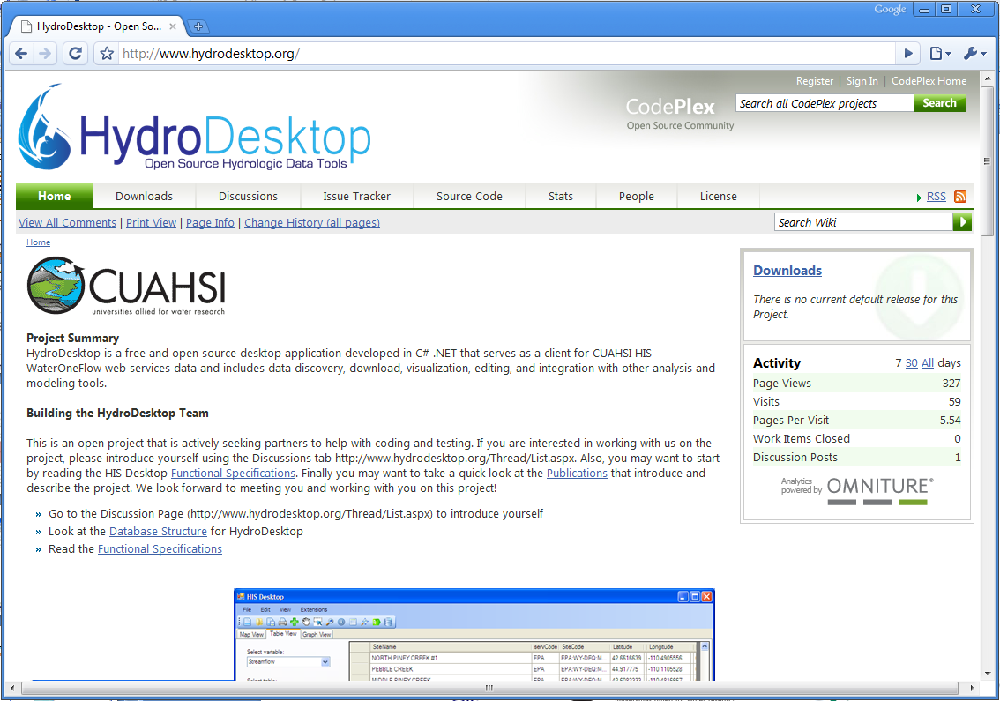 Google
HydroDesktop - Open So...
http://www.hydrodesktop.org/
Register | Sign In | CodePlex Home
CodePlex
Open Source Community
Search all CodePlex projects Search
HydroDesktop
Open Source Hydrologic Data Tools
Home Downloads Discussions Issue Tracker Source Code Stats People License RSS
View All Comments | Print View | Page Info | Change History (all pages) Search Wiki
Home
CUAHSI
universities allied for water research
Project Summary
HydroDesktop is a free and open source desktop application developed in C# .NET that serves as a client for CUAHSI HIS
WaterOneFlow web services data and includes data discovery, download, visualization, editing, and integration with other analysis and
modeling tools.
Building the HydroDesktop Team
This is an open project that is actively seeking partners to help with coding and testing. If you are interested in working with us on the
project, please introduce yourself using the Discussions tab http://www.hydrodesktop.org/Thread/List.aspx. Also, you may want to start
by reading the HIS Desktop Functional Specifications. Finally you may want to take a quick look at the Publications that introduce and
describe the project. We look forward to meeting you and working with you on this project!
» Go to the Discussion Page (http://www.hydrodesktop.org/Thread/List.aspx) to introduce yourself
» Look at the Database Structure for HydroDesktop
» Read the Functional Specifications
Downloads
There is no current default release for this
Project.
Activity 7 30 All days
Page Views 327
Visits 59
Pages Per Visit 5.54
Work Items Closed 0
Discussion Posts 1
Analytics
powered by OMNITURE®
HIS Desktop
File Edit View Extensions
Map View Table View Graph View
Select variable:
Streamflow
SiteName servCode SiteCode Latitude Longitude
NORTH PINEY CREEK #1 EPA EPA:WY-DEQ:M... 42.6616639 -110.4905556
PEBBLE CREEK EPA EPA:WY-DEQ:M... 44.917775 -110.1105528